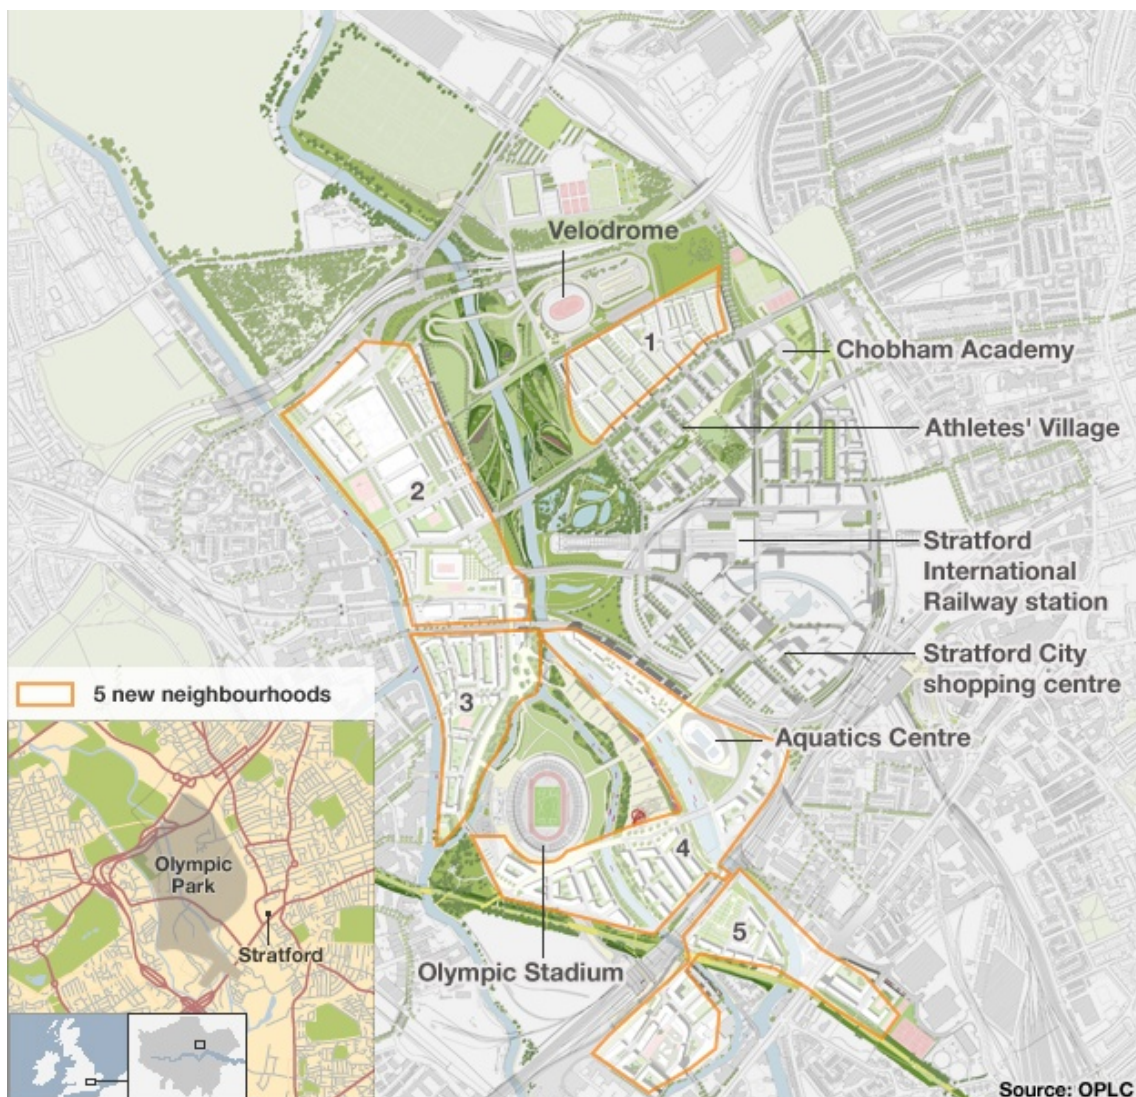 Velodrome
1
Chobham Academy
Athletes' Village
2
Stratford
International
Railway station
Stratford City
shopping centre
5 new neighbourhoods
3
Aquatics Centre
4
Olympic
Park
Stratford
5
Olympic Stadium
Source: OPLC